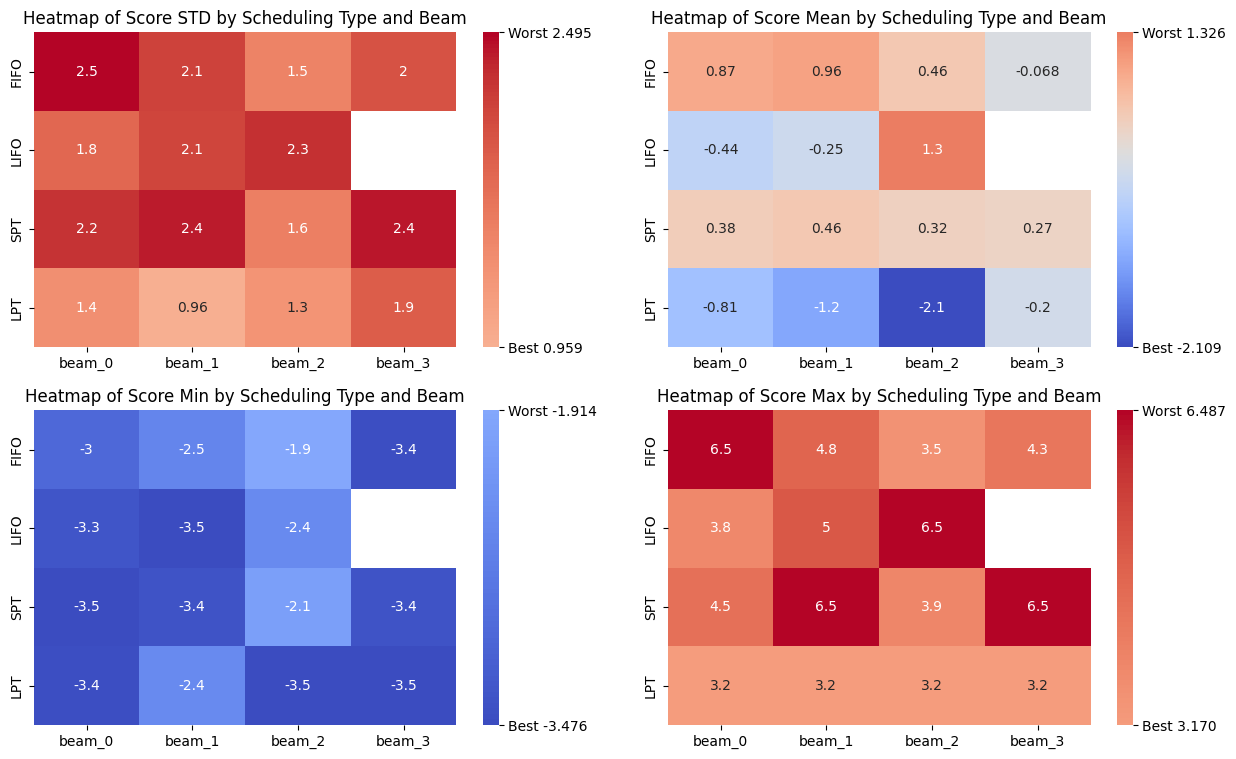 Heatmap of Score STD by Scheduling Type and Beam
FIFO 2.5 2.1 1.5 2
LIFO 1.8 2.1 2.3
SPT 2.2 2.4 1.6 2.4
LPT 1.4 0.96 1.3 1.9
beam_0 beam_1 beam_2 beam_3
Worst 2.495
Best 0.959
Heatmap of Score Mean by Scheduling Type and Beam
FIFO 0.87 0.96 0.46 -0.068
LIFO -0.44 -0.25 1.3
SPT 0.38 0.46 0.32 0.27
LPT -0.81 -1.2 -2.1 -0.2
beam_0 beam_1 beam_2 beam_3
Worst 1.326
Best -2.109
Heatmap of Score Min by Scheduling Type and Beam
FIFO -3 -2.5 -1.9 -3.4
LIFO -3.3 -3.5 -2.4
SPT -3.5 -3.4 -2.1 -3.4
LPT -3.4 -2.4 -3.5 -3.5
beam_0 beam_1 beam_2 beam_3
Worst -1.914
Best -3.476
Heatmap of Score Max by Scheduling Type and Beam
FIFO 6.5 4.8 3.5 4.3
LIFO 3.8 5 6.5
SPT 4.5 6.5 3.9 6.5
LPT 3.2 3.2 3.2 3.2
beam_0 beam_1 beam_2 beam_3
Worst 6.487
Best 3.170